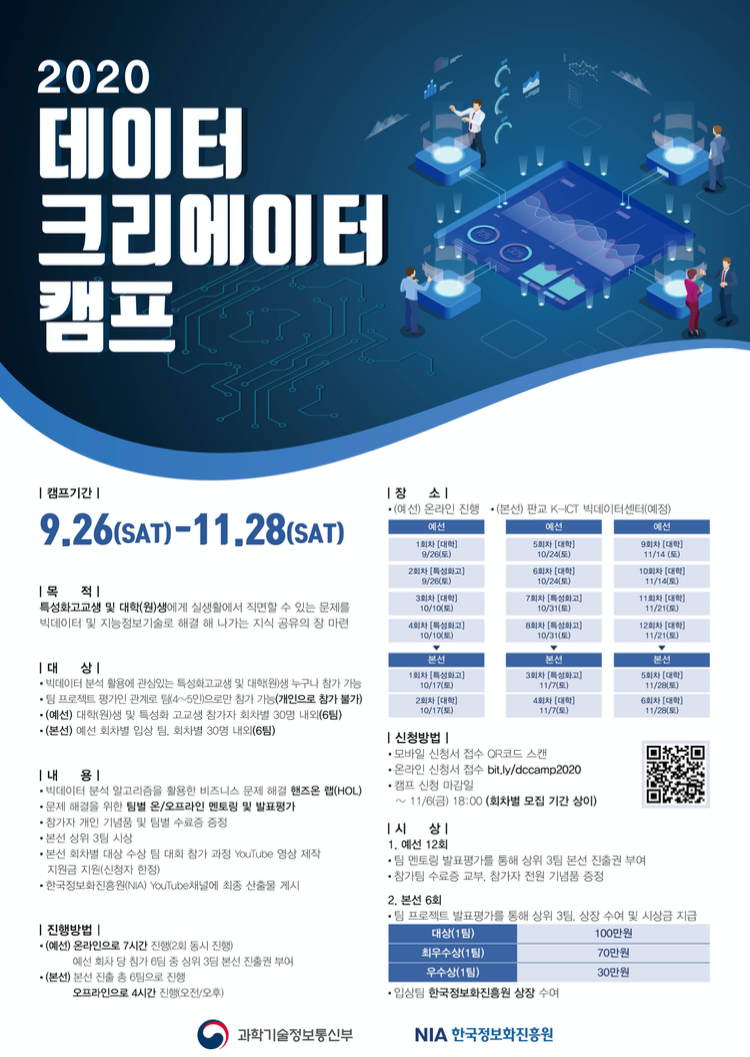 2020
데이터
크리에이터
캠프
| 캠프기간 |
9.26(SAT)-11.28(SAT)
| 목 적 |
특성화고교생 및 대학(원)생에게 실생활에서 직면할 수 있는 문제를
빅데이터 및 지능정보기술로 해결 해 나가는 지식 공유의 장 마련
| 대 상 |
• 빅데이터 분석 활용에 관심있는 특성화고교생 및 대학(원)생 누구나 참가 가능
• 팀 프로젝트 평가인 관계로 팀(4~5인)으로만 참가 가능(개인으로 참가 불가)
• (예선) 대학(원)생 및 특성화 고교생 참가자 회차별 30명 내외(6팀)
• (본선) 예선 회차별 입상 팀, 회차별 30명 내외(6팀)
| 내 용 |
• 빅데이터 분석 알고리즘을 활용한 비즈니스 문제 해결 핸즈온 랩(HOL)
• 문제 해결을 위한 팀별 온/오프라인 멘토링 및 발표평가
• 참가자 개인 기념품 및 팀별 수료증 증정
• 본선 상위 3팀 시상
• 본선 회차별 대상 수상 팀 대회 참가 과정 YouTube 영상 제작
지원금 지원(신청자 한정)
• 한국정보화진흥원(NIA) YouTube채널에 최종 산출물 게시
| 진행방법 |
• (예선) 온라인으로 7시간 진행(2회 동시 진행)
예선 회차 당 참가 6팀 중 상위 3팀 본선 진출권 부여
• (본선) 본선 진출 총 6팀으로 진행
오프라인으로 4시간 진행(오전/오후)
| 장 소 |
• (예선) 온라인 진행 • (본선) 판교 K-ICT 빅데이터센터(예정)
예선 예선 예선
1회차 [대학] 5회차 [대학] 9회차 [대학]
9/26(토) 10/24(토) 11/14 (토)
2회차 [특성화고] 6회차 [대학] 10회차 [대학]
9/26(토) 10/24(토) 11/14(토)
3회차 [대학] 7회차 [특성화고] 11회차 [대학]
10/10(토) 10/31(토) 11/21(토)
4회차 [특성화고] 8회차 [특성화고] 12회차 [대학]
10/10(토) 10/31(토) 11/21(토)
본선 본선 본선
1회차 [특성화고] 3회차 [특성화고] 5회차 [대학]
10/17(토) 11/7(토) 11/28(토)
2회차 [대학] 4회차 [대학] 6회차 [대학]
10/17(토) 11/7(토) 11/28(토)
| 신청방법 |
• 모바일 신청서 접수 QR코드 스캔
• 온라인 신청서 접수 bit.ly/dccamp2020
• 캠프 신청 마감일
~ 11/6(금) 18:00 (회차별 모집 기간 상이)
| 시 상 |
1. 예선 12회
• 팀 멘토링 발표평가를 통해 상위 3팀 본선 진출권 부여
• 참가팀 수료증 교부, 참가자 전원 기념품 증정
2. 본선 6회
• 팀 프로젝트 발표평가를 통해 상위 3팀, 상장 수여 및 시상금 지급
대상(1팀) 100만원
최우수상(1팀) 70만원
우수상(1팀) 30만원
• 입상팀 한국정보화진흥원 상장 수여
과학기술정보통신부 NIA 한국정보화진흥원